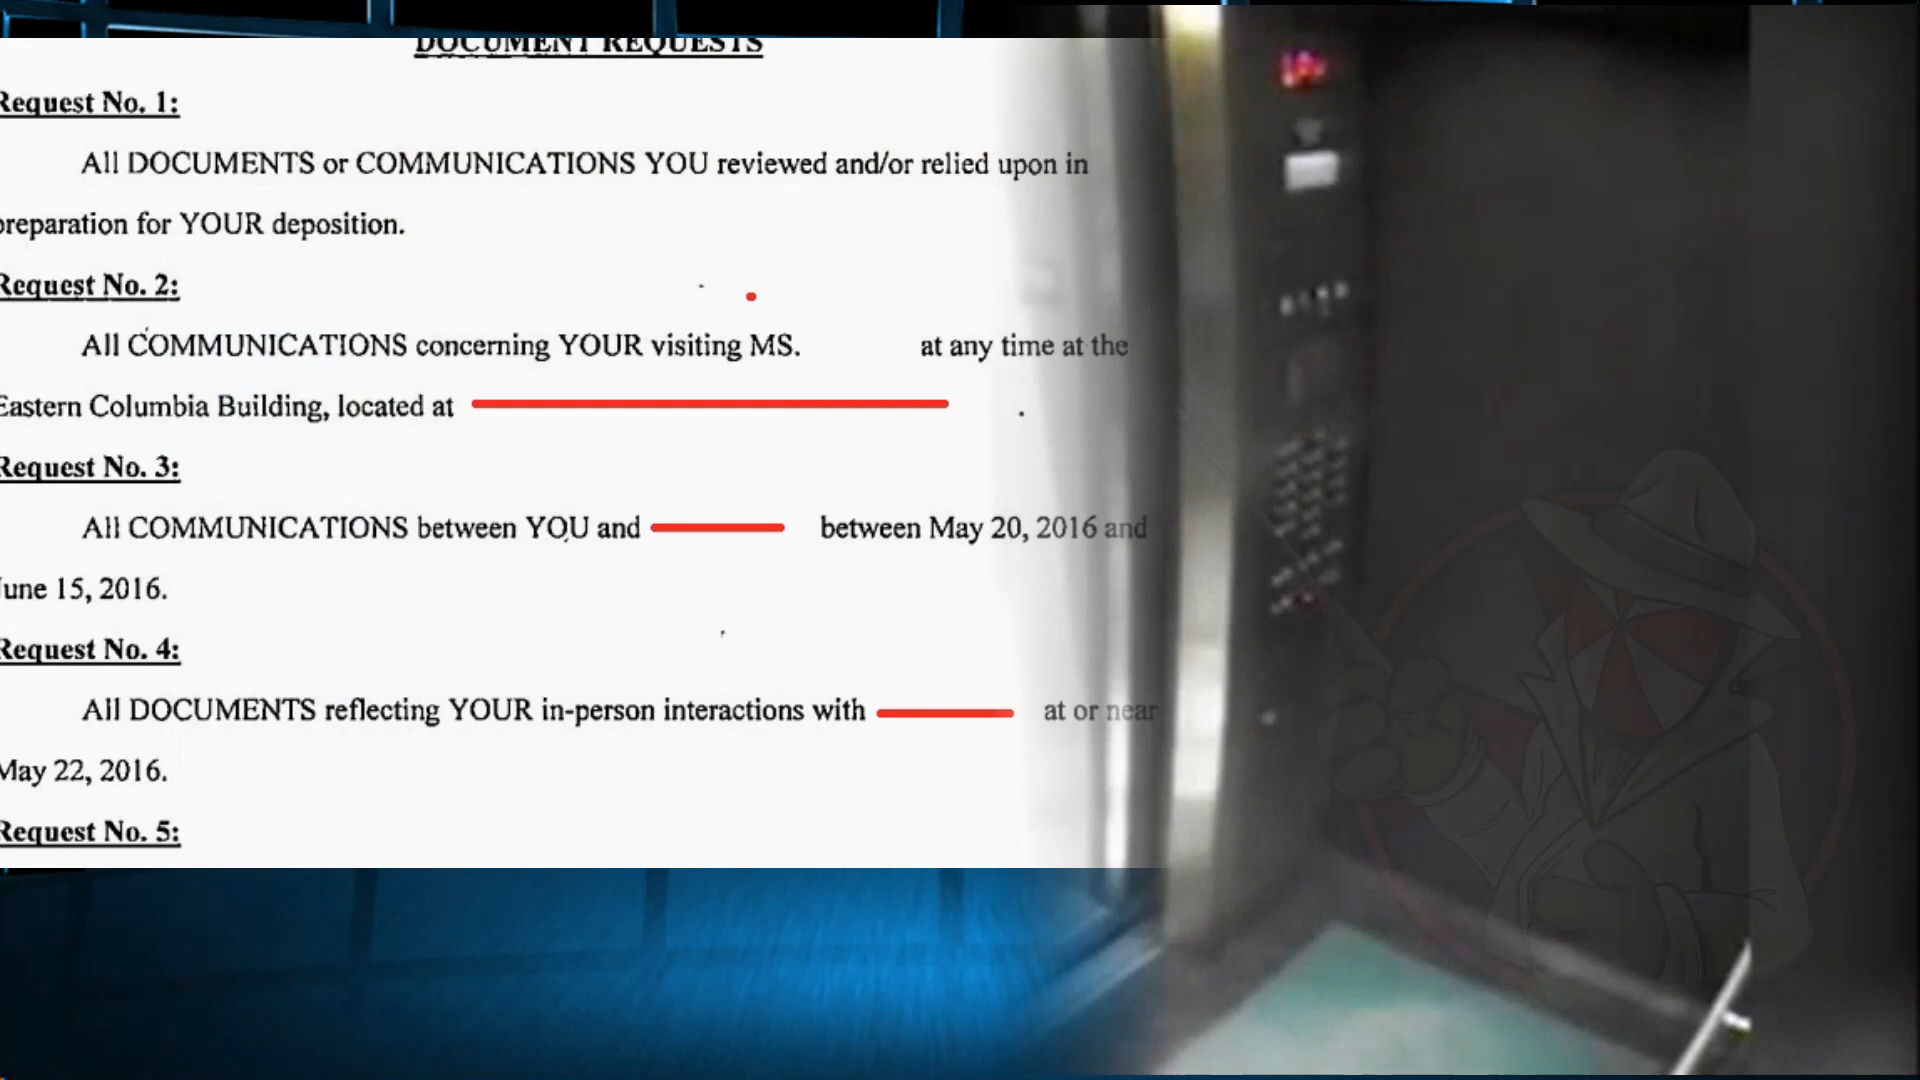 DOCUMENT REQUESTS
Request No. 1:
All DOCUMENTS or COMMUNICATIONS YOU reviewed and/or relied upon in
preparation for YOUR deposition.
Request No. 2:
All COMMUNICATIONS concerning YOUR visiting MS. at any time at the
Eastern Columbia Building, located at
Request No. 3:
All COMMUNICATIONS between YOU and between May 20, 2016 and
June 15, 2016.
Request No. 4:
All DOCUMENTS reflecting YOUR in-person interactions with at or near
May 22, 2016.
Request No. 5: